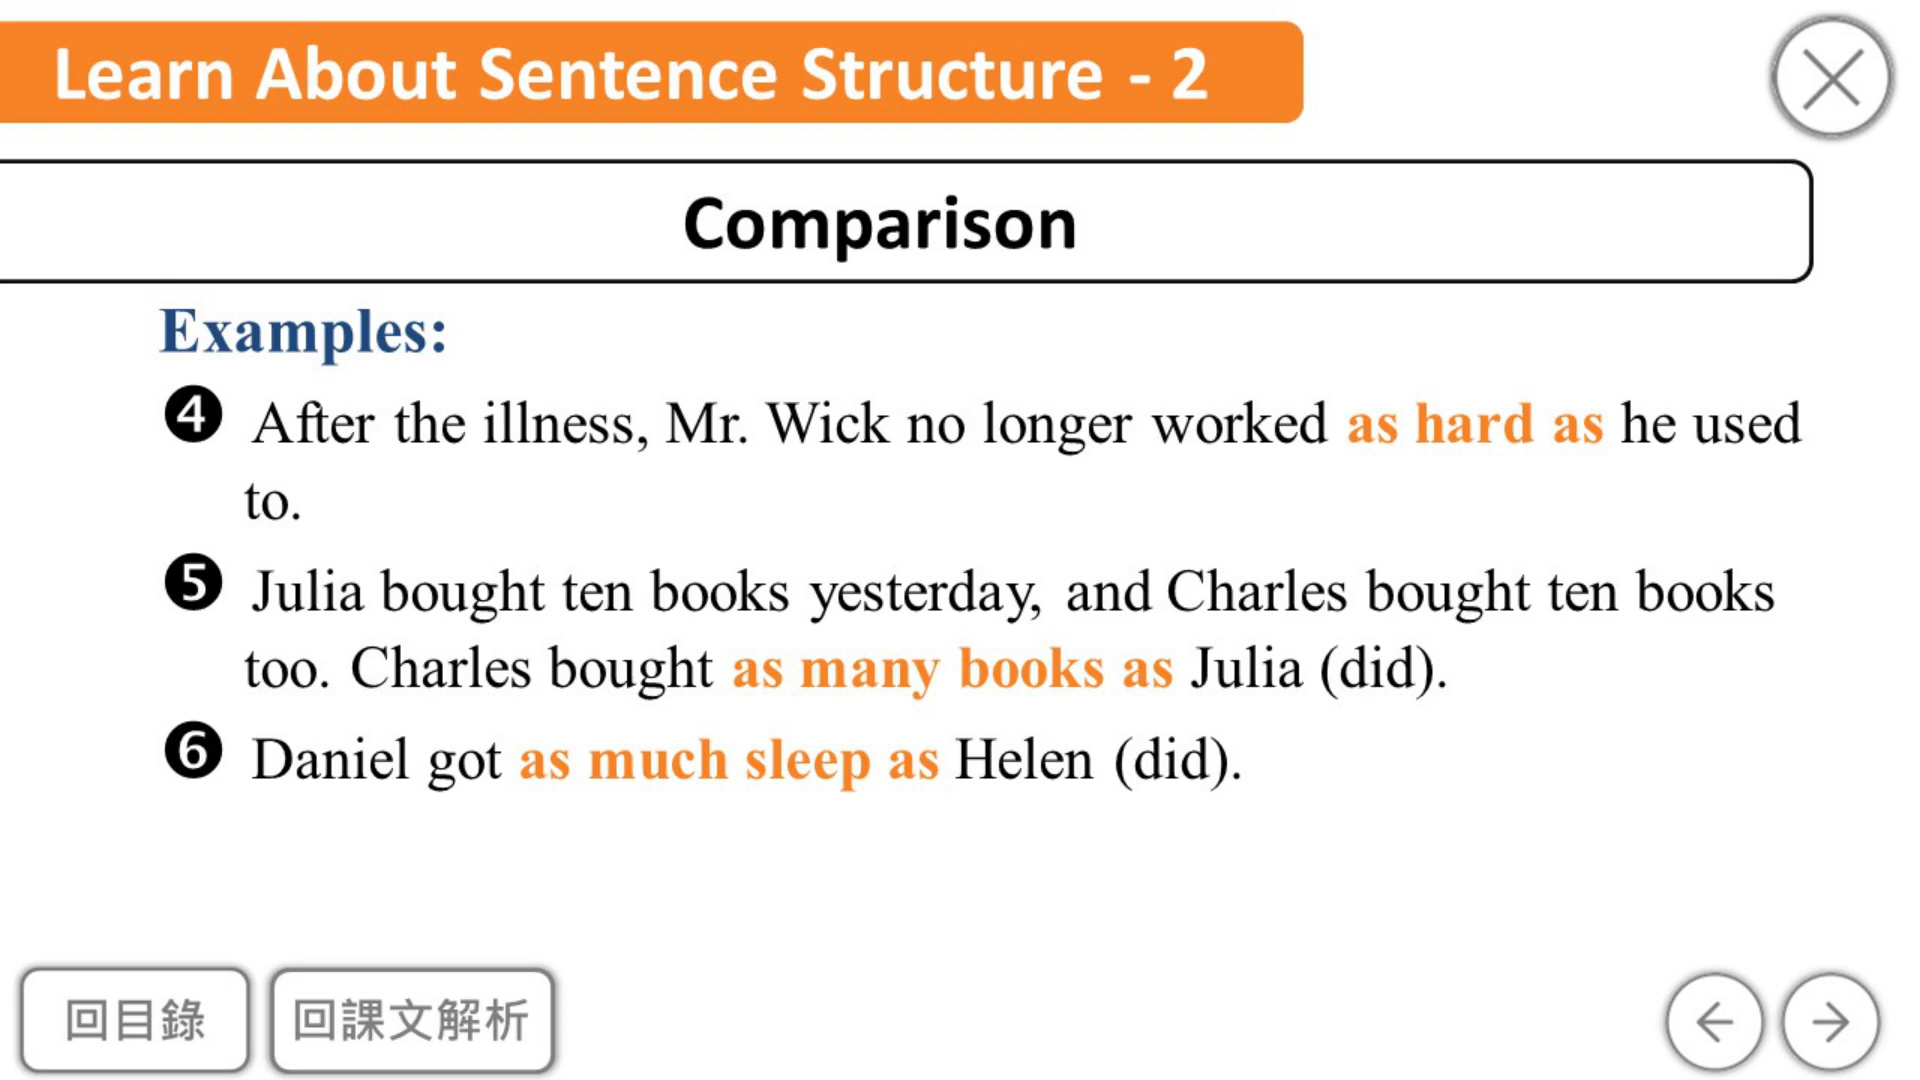 Learn About Sentence Structure - 2
Comparison
Examples:
❹ After the illness, Mr. Wick no longer worked as hard as he used
to.
❺ Julia bought ten books yesterday, and Charles bought ten books
too. Charles bought as many books as Julia (did).
❻ Daniel got as much sleep as Helen (did).
回目錄
回課文解析